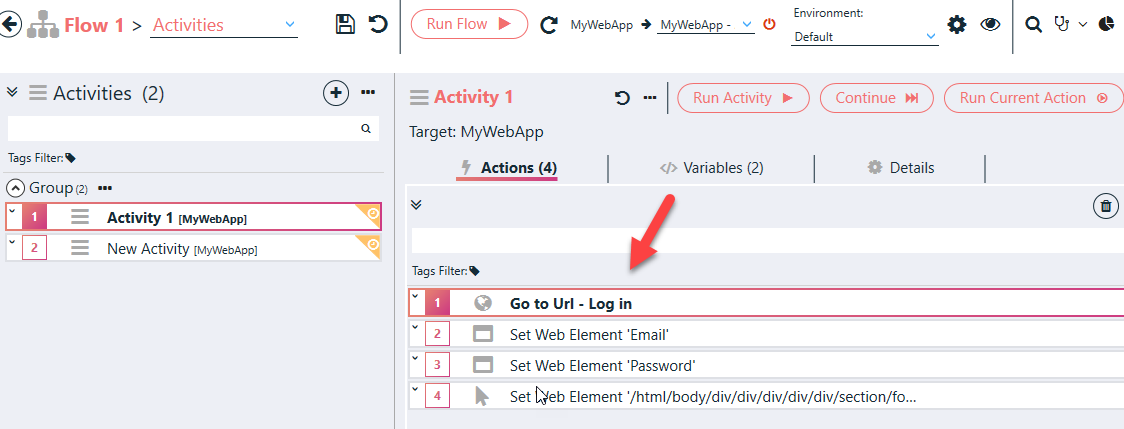 Flow 1 > Activities
Run Flow
MyWebApp
MyWebApp -
Environment:
Default
Activities (2)
Tags Filter:
Group (2)
1 Activity 1 [MyWebApp]
2 New Activity [MyWebApp]
Activity 1
Run Activity
Continue
Run Current Action
Target: MyWebApp
Actions (4)
Variables (2)
Details
Tags Filter:
1 Go to Url - Log in
2 Set Web Element 'Email'
3 Set Web Element 'Password'
4 Set Web Element '/html/body/div/div/div/div/div/section/fo...